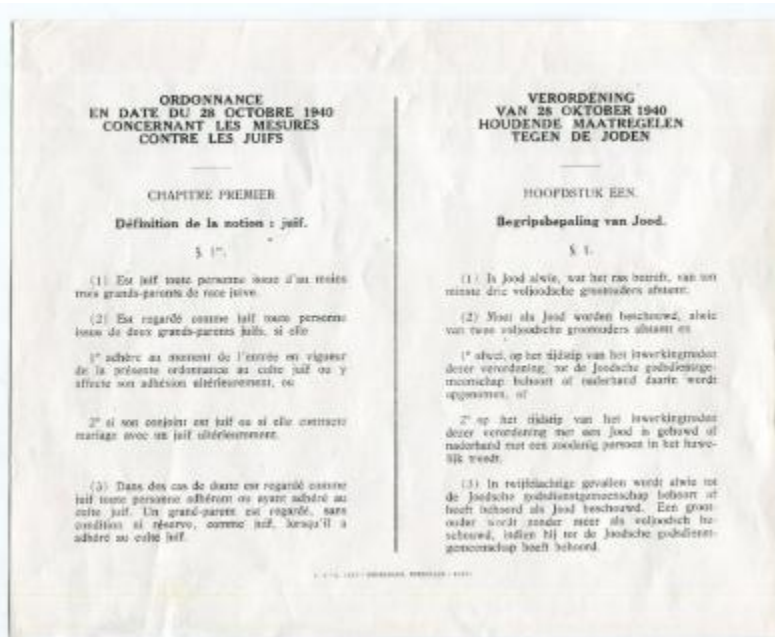 ORDONNANCE
EN DATE DU 28 OCTOBRE 1940
CONCERNANT LES MESURES
CONTRE LES JUIFS
CHAPITRE PREMIER
Définition de la notion : juif.
§ 1er.
(1) Est juif toute personne issue d'au moins
trois grands-parents de race juive.
(2) Est regardé comme juif toute personne
issue de deux grands-parents juifs, si elle
1° adhère au moment de l'entrée en vigueur
de la présente ordonnance au culte juif ou y
affecte son adhésion ultérieurement, ou
2° si son conjoint est juif ou si elle contracte
mariage avec un juif ultérieurement.
(3) Dans des cas de doute est regardé comme
juif toute personne adhérant ou ayant adhéré au
culte juif. Un grand-parent est regardé, sans
condition ni réserve, comme juif, lorsqu'il a
adhéré au culte juif.
VERORDENING
VAN 28 OKTOBER 1940
HOUDENDE MAATREGELEN
TEGEN DE JODEN
HOOFDSTUK EEN.
Begripsbepaling van Jood.
§ 1.
(1) Is Jood alwie, wat het ras betreft, van ten
minste drie voljoodsche grootouders afstamt.
(2) Moet als Jood worden beschouwd, alwie
van twee voljoodsche grootouders afstamt en
1° ofwel, op het tijdstip van het inwerkingtreden
dezer verordening, tot de Joodsche godsdienstge-
meenschap behoort of naderhand daarin wordt
opgenomen, of
2° op het tijdstip van het inwerkingtreden
dezer verordening met een Jood is gehuwd of
naderhand met een zoodanig persoon in het huwe-
lijk treedt.
(3) In twijfelachtige gevallen wordt alwie tot
de Joodsche godsdienstgemeenschap behoort of
heeft behoord als Jood beschouwd. Een groot-
ouder wordt zonder meer als voljoodsch be-
schouwd, indien hij tot de Joodsche godsdienst-
gemeenschap heeft behoord.